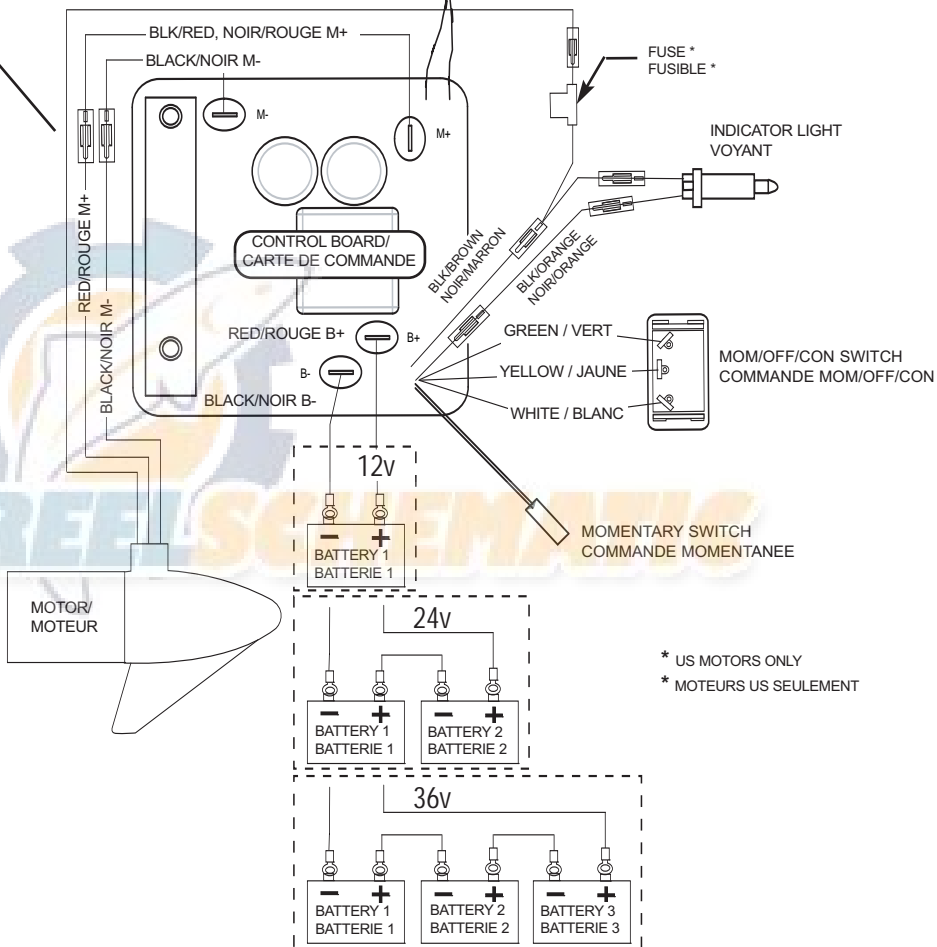 BLK/RED, NOIR/ROUGE M+
BLACK/NOIR M-
FUSE *
FUSIBLE *
M-
M+
INDICATOR LIGHT
VOYANT
RED/ROUGE M+
BLACK/NOIR M-
CONTROL BOARD/
CARTE DE COMMANDE
BLK/BROWN
NOIR/MARRON
BLK/ORANGE
NOIR/ORANGE
RED/ROUGE B+
B+
B-
BLACK/NOIR B-
GREEN / VERT
YELLOW / JAUNE
WHITE / BLANC
MOM/OFF/CON SWITCH
COMMANDE MOM/OFF/CON
12v
- +
BATTERY 1
BATTERIE 1
MOMENTARY SWITCH
COMMANDE MOMENTANEE
REEL SCHEMATIC
MOTOR/
MOTEUR
24v
- +
BATTERY 1
BATTERIE 1
- +
BATTERY 2
BATTERIE 2
* US MOTORS ONLY
* MOTEURS US SEULEMENT
36v
- +
BATTERY 1
BATTERIE 1
- +
BATTERY 2
BATTERIE 2
- +
BATTERY 3
BATTERIE 3